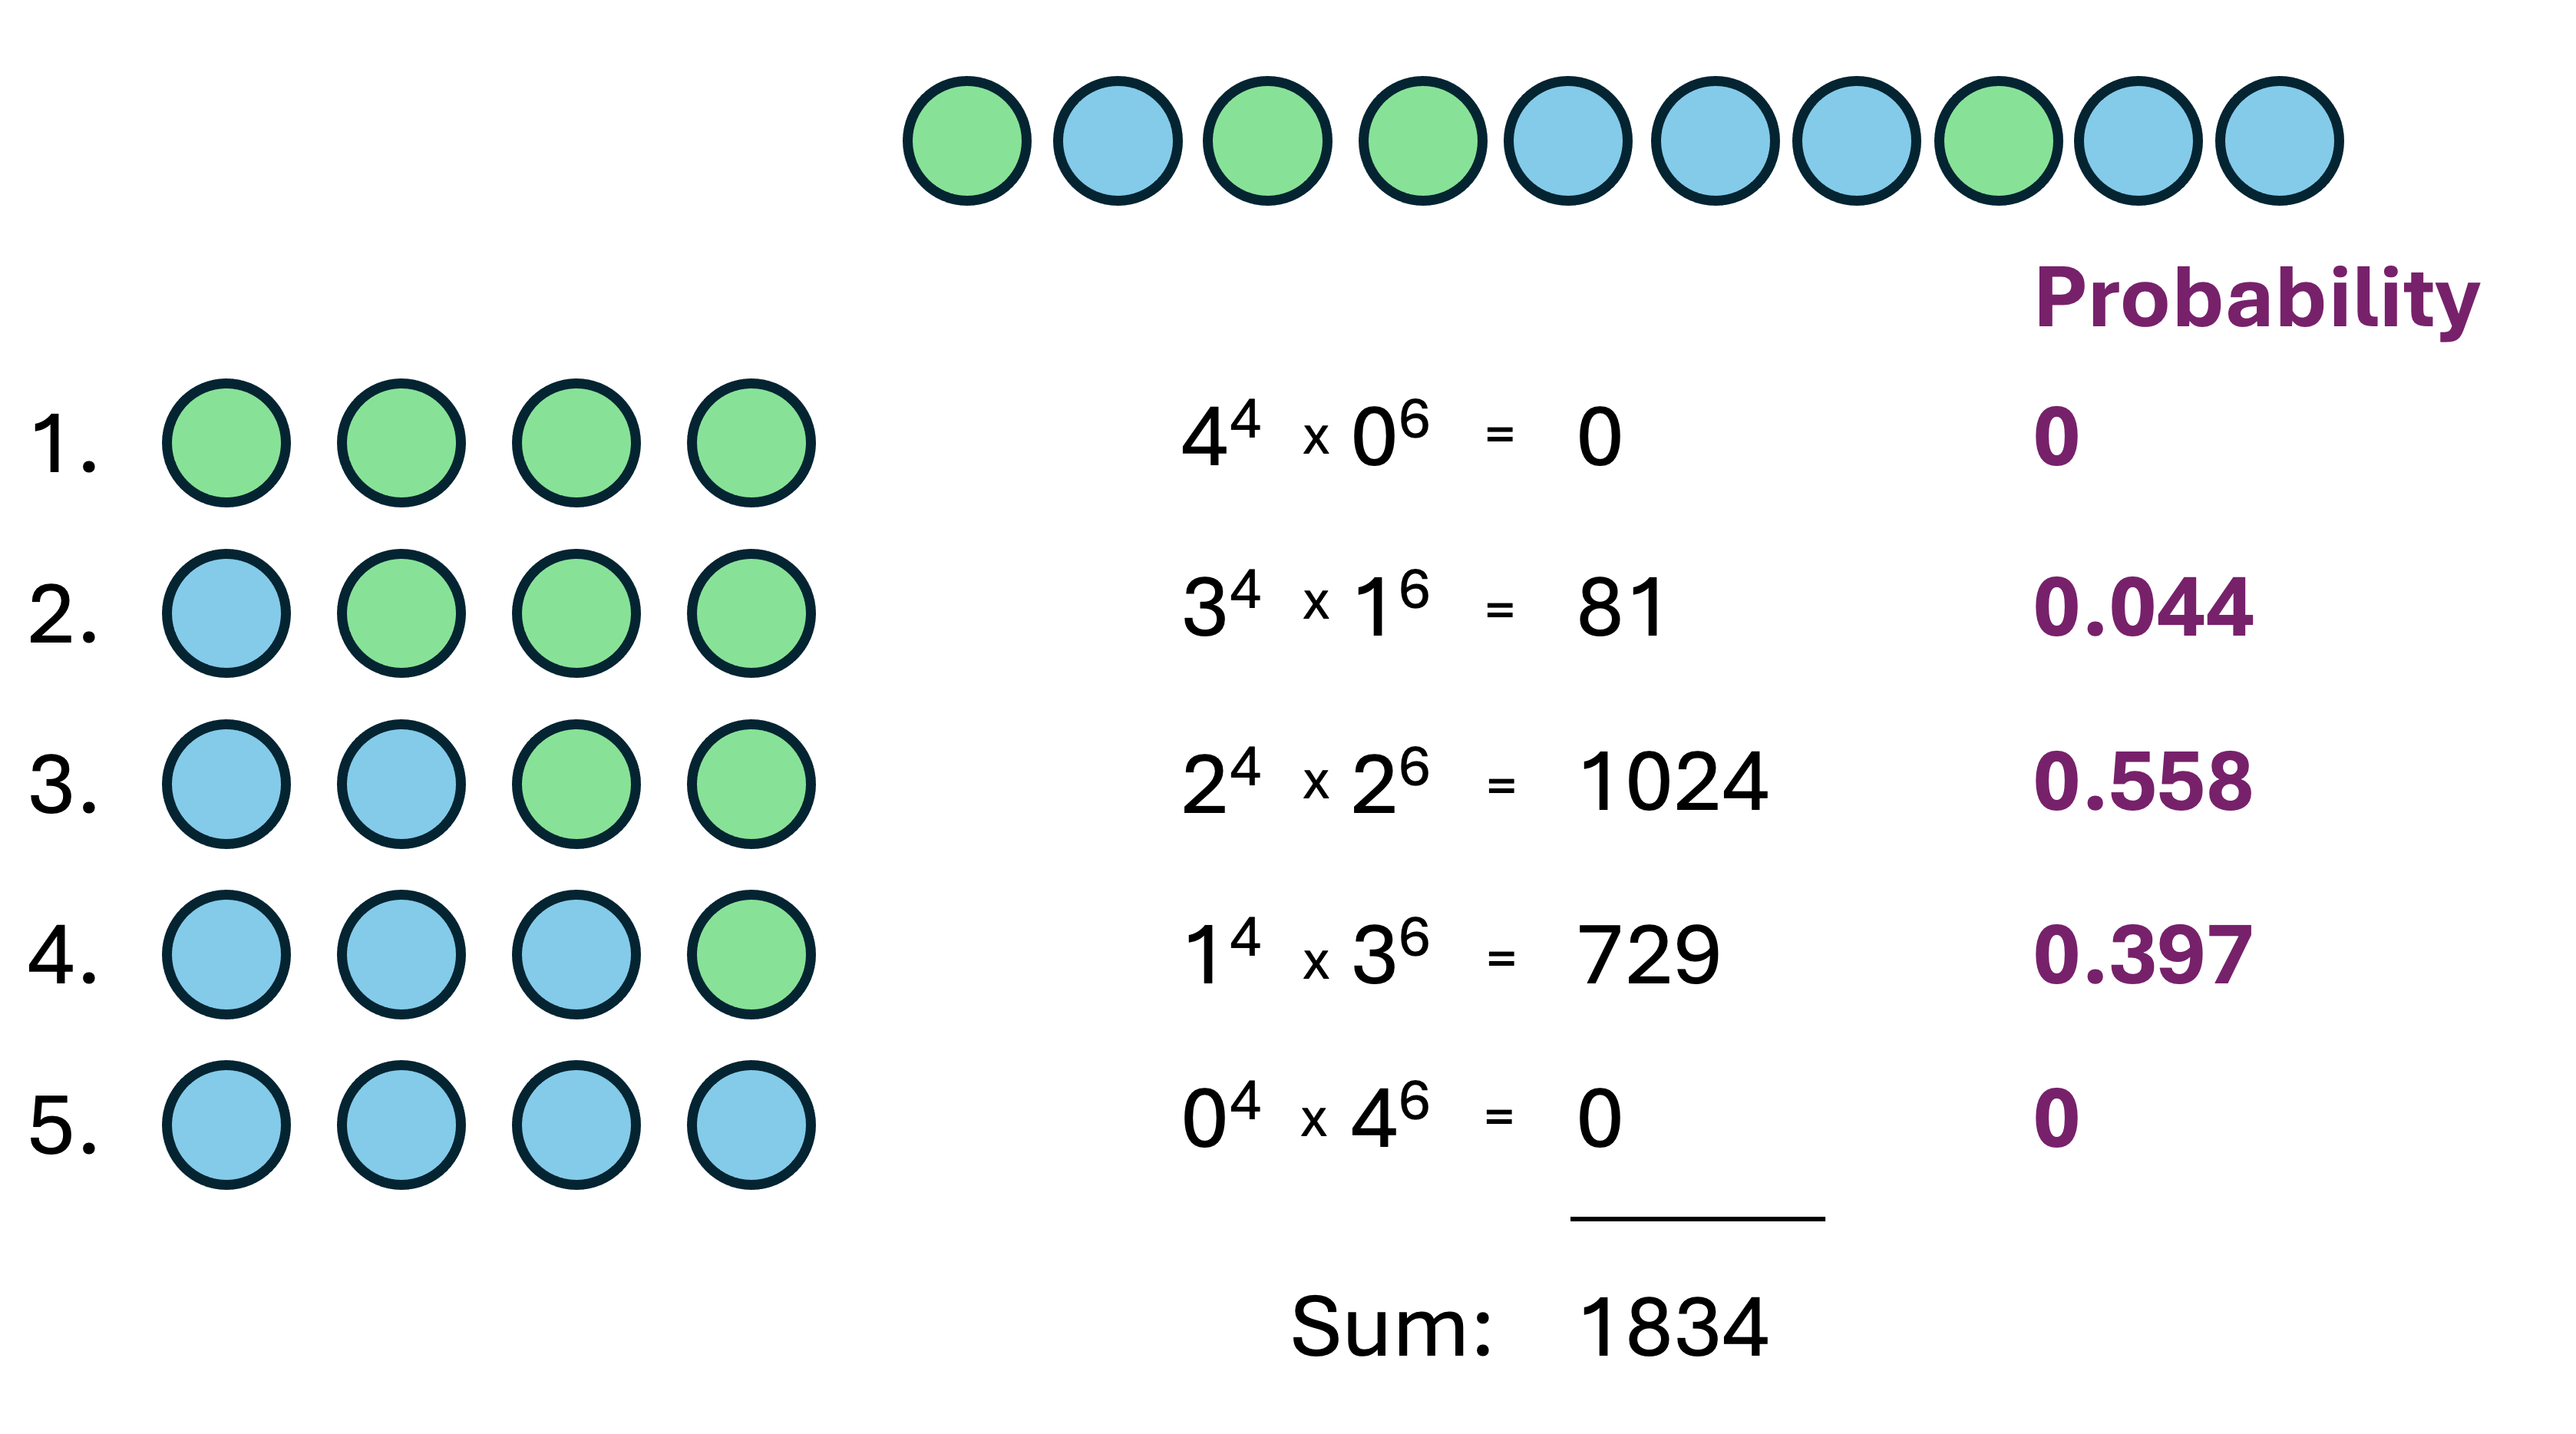 Probability
1. 4⁴ x 0⁶ = 0 0
2. 3⁴ x 1⁶ = 81 0.044
3. 2⁴ x 2⁶ = 1024 0.558
4. 1⁴ x 3⁶ = 729 0.397
5. 0⁴ x 4⁶ = 0 0
Sum: 1834